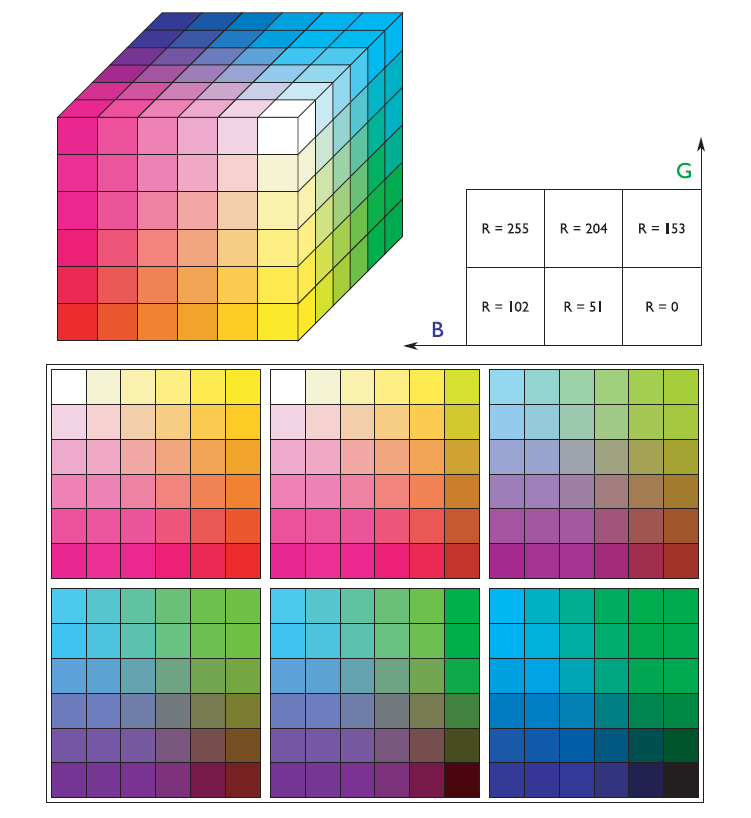 G
R = 255 R = 204 R = 153
R = 102 R = 51 R = 0
B